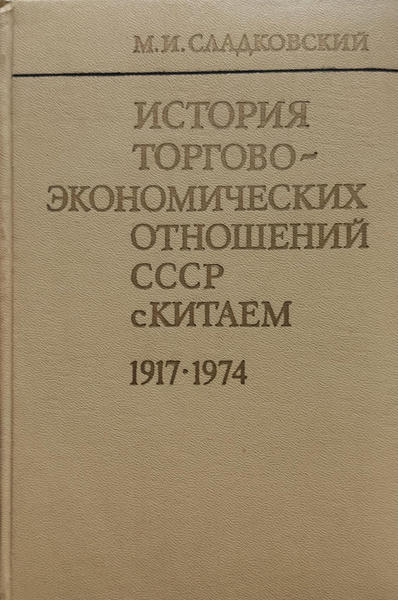 М.И.СЛАДКОВСКИЙ
ИСТОРИЯ
ТОРГОВО~
ЭКОНОМИЧЕСКИХ
ОТНОШЕНИЙ
СССР
сКИТАЕМ
1917·1974